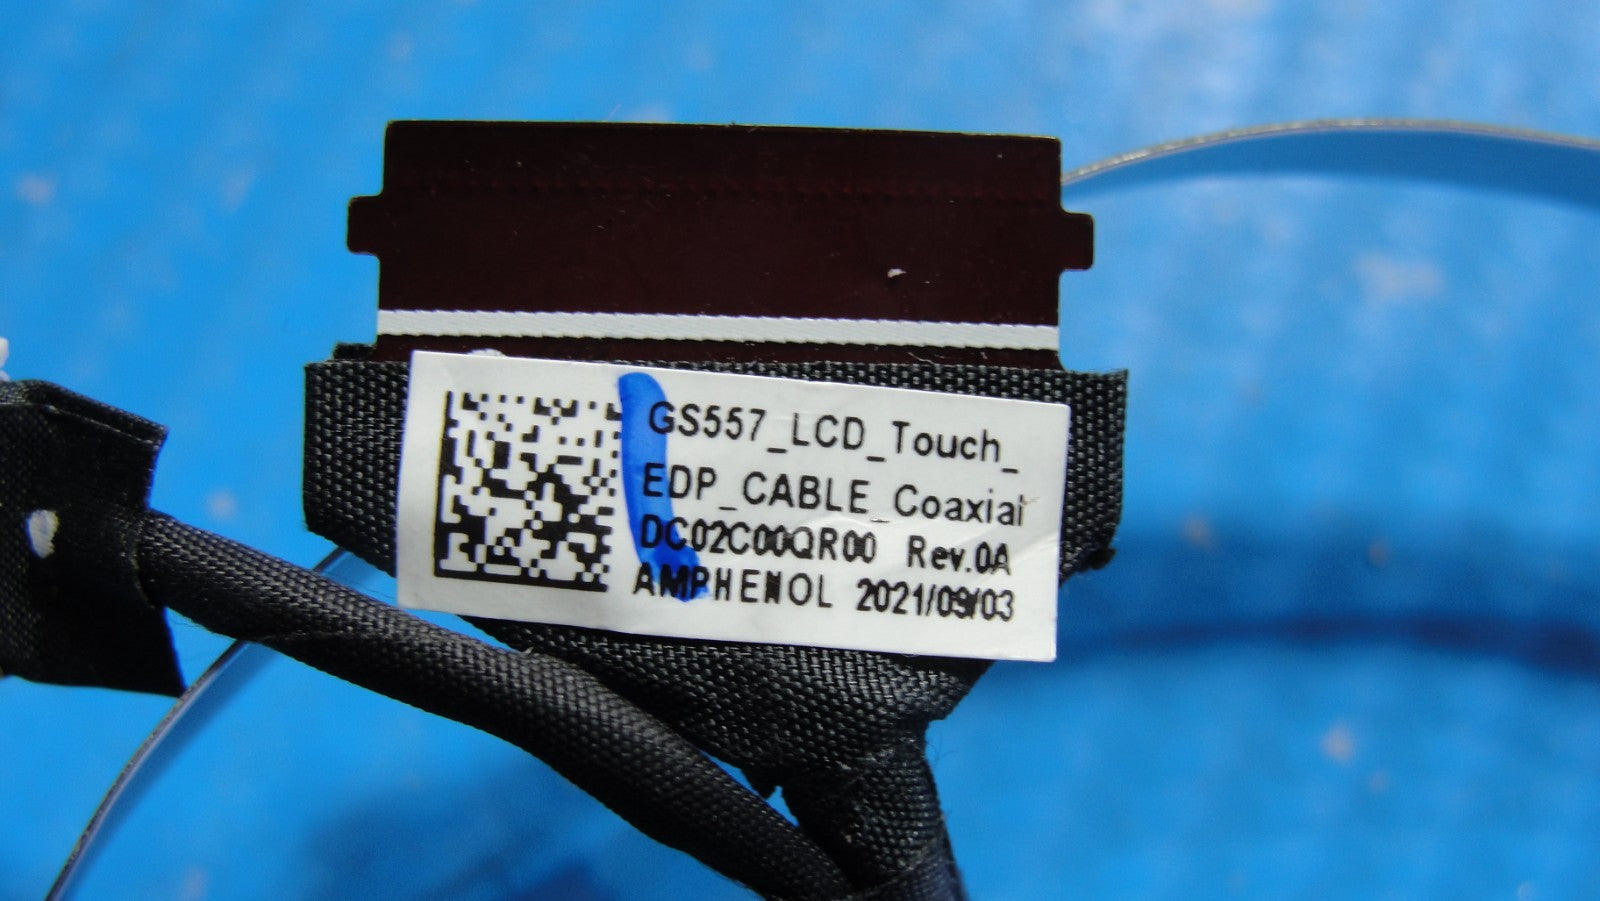 GS557_LCD_Touch_
EDP_CABLE_Coaxial
DC02C00QR00 Rev.0A
AMPHENOL 2021/09/03